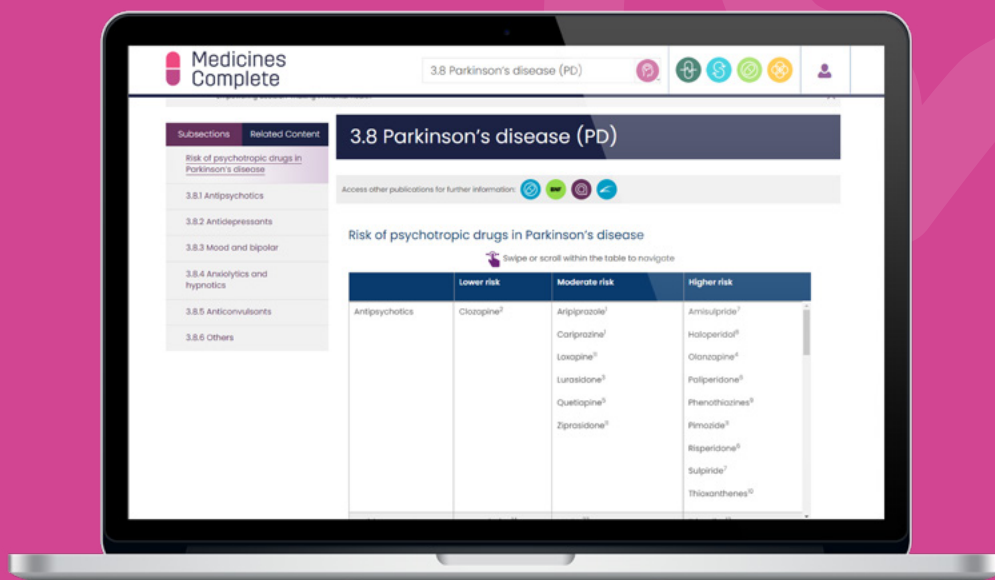 Medicines
Complete
3.8 Parkinson's disease (PD)
Subsections
Related Content
3.8 Parkinson's disease (PD)
Risk of psychotropic drugs in
Parkinson's disease
3.8.1 Antipsychotics
3.8.2 Antidepressants
3.8.3 Mood and bipolar
3.8.4 Anxiolytics and
hypnotics
3.8.5 Anticonvulsants
3.8.6 Others
Access other publications for further information:
Risk of psychotropic drugs in Parkinson's disease
Swipe or scroll within the table to navigate
Lower risk Moderate risk Higher risk
Antipsychotics Clozapine Aripiprazole Amisulpride
Cariprazine Haloperidol
Loxapine Olanzapine
Lurasidone Paliperidone
Quetiapine Phenothiazines
Ziprasidone Pimozide
Risperidone
Sulpiride
Thioxanthenes